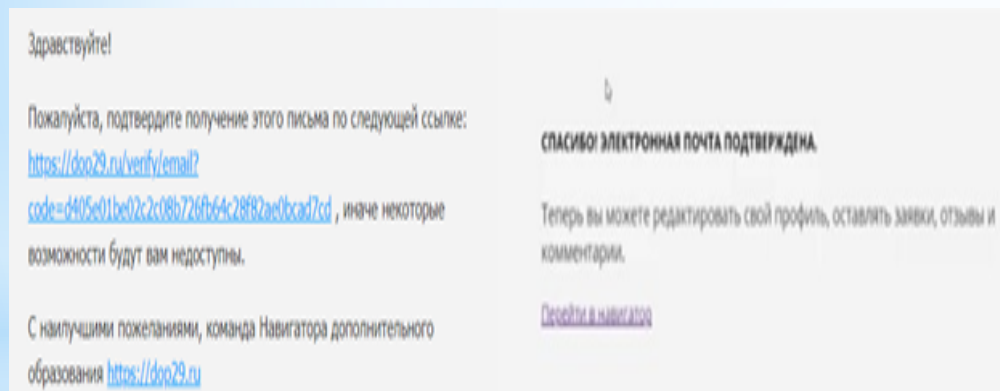 Здравствуйте!
Пожалуйста, подтвердите получение этого письма по следующей ссылке:
https://dop29.ru/verify/email?
code=d405e01be02c2c08b726fb64c28f82ae0bcad7cd , иначе некоторые
возможности будут вам недоступны.
С наилучшими пожеланиями, команда Навигатора дополнительного
образования https://dop29.ru
СПАСИБО! ЭЛЕКТРОННАЯ ПОЧТА ПОДТВЕРЖДЕНА.
Теперь вы можете редактировать свой профиль, оставлять заявки, отзывы и
комментарии.
Перейти в навигатор